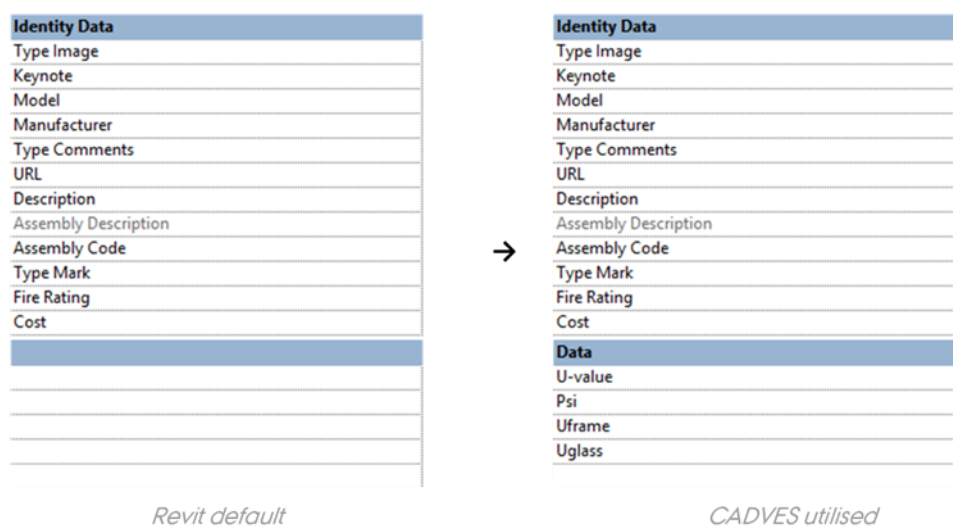 Identity Data
Type Image
Keynote
Model
Manufacturer
Type Comments
URL
Description
Assembly Description
Assembly Code
Type Mark
Fire Rating
Cost
Revit default
→
Identity Data
Type Image
Keynote
Model
Manufacturer
Type Comments
URL
Description
Assembly Description
Assembly Code
Type Mark
Fire Rating
Cost
Data
U-value
Psi
Uframe
Uglass
CADVES utilised